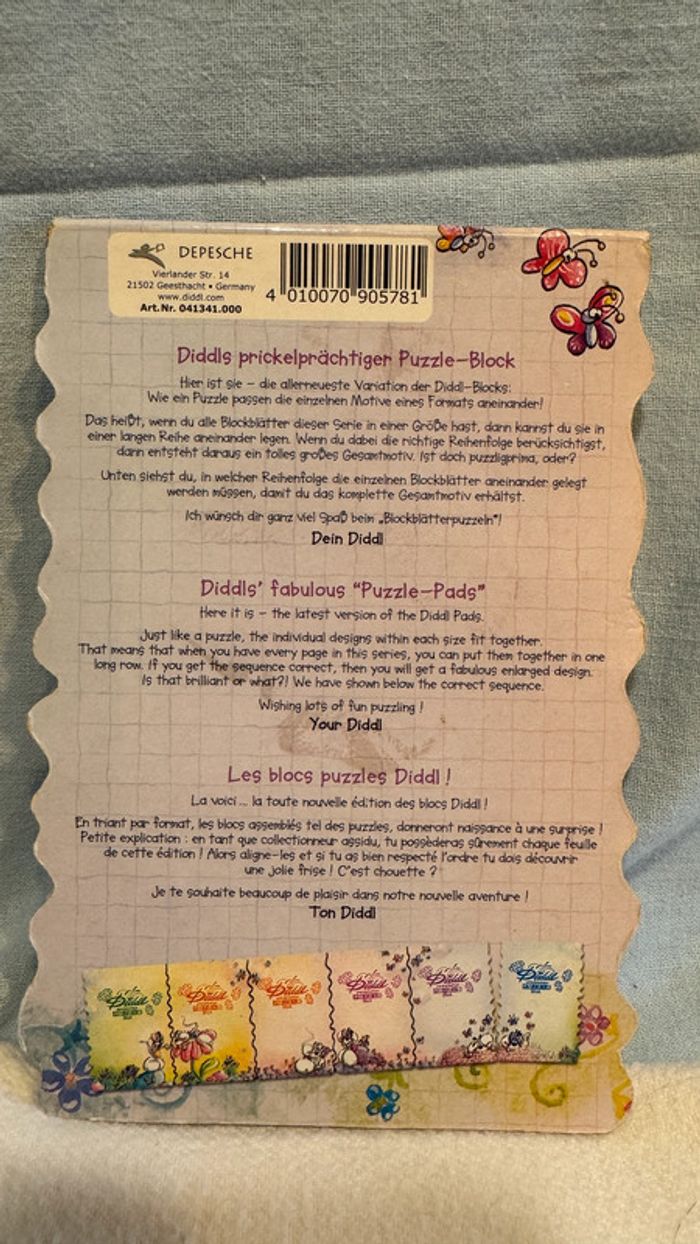 DEPESCHE
Vierlander Str. 14
21502 Geesthacht • Germany
www.diddl.com
Art.Nr. 041341.000
4 010070 905781
Diddls prickelprächtiger Puzzle-Block
Hier ist sie – die allerneueste Variation der Diddl-Blocks:
Wie ein Puzzle passen die einzelnen Motive eines Formats aneinander!
Das heißt, wenn du alle Blockblätter dieser Serie in einer Größe hast, dann kannst du sie in
einer langen Reihe aneinander legen. Wenn du dabei die richtige Reihenfolge berücksichtigst,
dann entsteht daraus ein tolles großes Gesamtmotiv. Ist doch puzzligprima, oder?
Unten siehst du, in welcher Reihenfolge die einzelnen Blockblätter aneinander gelegt
werden müssen, damit du das komplette Gesamtmotiv erhältst.
Ich wünsch dir ganz viel Spaß beim „Blockblätterpuzzeln"!
Dein Diddl
Diddls' fabulous "Puzzle-Pads"
Here it is – the latest version of the Diddl Pads.
Just like a puzzle, the individual designs within each size fit together.
That means that when you have every page in this series, you can put them together in one
long row. If you get the sequence correct, then you will get a fabulous enlarged design.
Is that brilliant or what?! We have shown below the correct sequence.
Wishing lots of fun puzzling !
Your Diddl
Les blocs puzzles Diddl !
La voici ... la toute nouvelle édition des blocs Diddl !
En triant par format, les blocs assemblés tel des puzzles, donneront naissance à une surprise !
Petite explication : en tant que collectionneur assidu, tu possèderas sûrement chaque feuille
de cette édition ! Alors aligne-les et si tu as bien respecté l'ordre tu dois découvrir
une jolie frise ! C'est chouette ?
Je te souhaite beaucoup de plaisir dans notre nouvelle aventure !
Ton Diddl
Diddl
Diddl
Diddl
Diddl
Diddl
Diddl